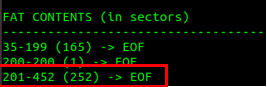 FAT CONTENTS (in sectors)
--------------------------------------
35-199 (165) -> EOF
200-200 (1) -> EOF
201-452 (252) -> EOF